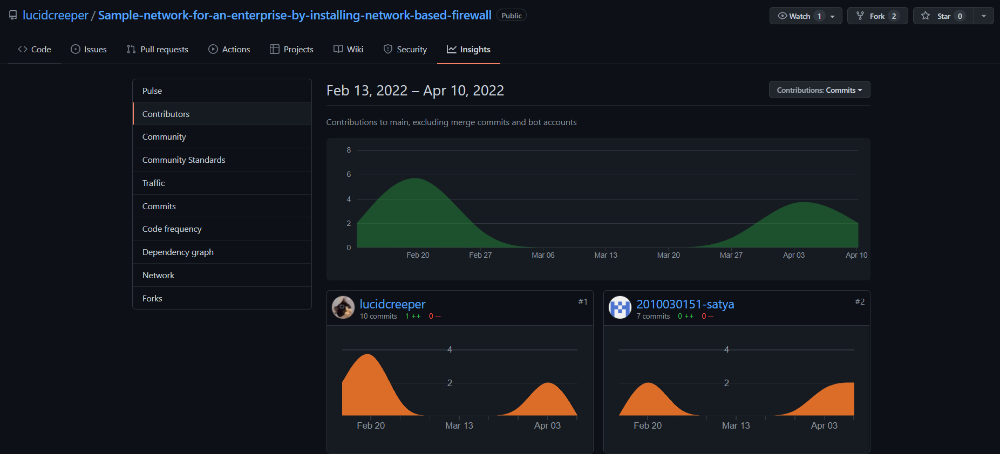 lucidcreeper / Sample-network-for-an-enterprise-by-installing-network-based-firewall Public
Watch 1 Fork 2 Star 0
Code Issues Pull requests Actions Projects Wiki Security Insights
Pulse
Contributors
Community
Community Standards
Traffic
Commits
Code frequency
Dependency graph
Network
Forks
Feb 13, 2022 – Apr 10, 2022
Contributions: Commits
Contributions to main, excluding merge commits and bot accounts
8
6
4
2
0
Feb 20 Feb 27 Mar 06 Mar 13 Mar 20 Mar 27 Apr 03 Apr 10
lucidcreeper #1
10 commits 1 ++ 0 --
4
2
Feb 20 Mar 13 Apr 03
2010030151-satya #2
7 commits 0 ++ 0 --
4
2
Feb 20 Mar 13 Apr 03